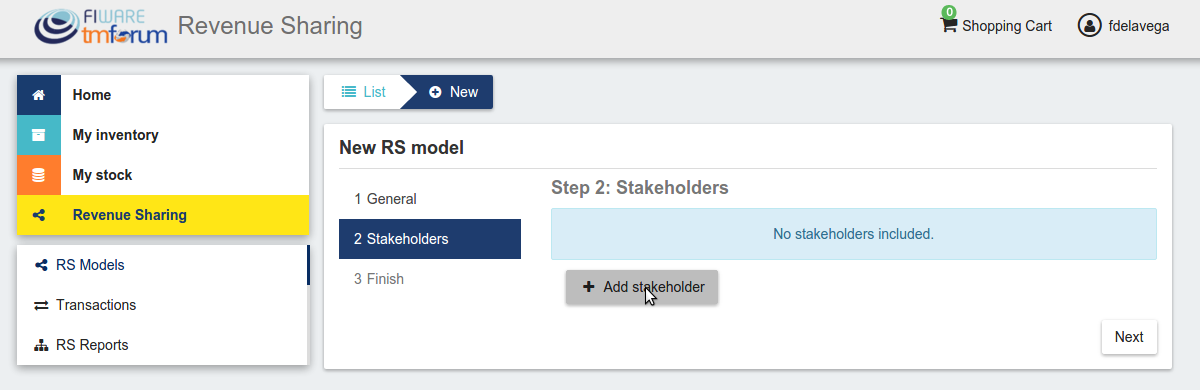 FIWARE
tmforum
Revenue Sharing
0
Shopping Cart
fdelavega
Home
My inventory
My stock
Revenue Sharing
RS Models
Transactions
RS Reports
List
New
New RS model
1 General
2 Stakeholders
3 Finish
Step 2: Stakeholders
No stakeholders included.
Add stakeholder
Next